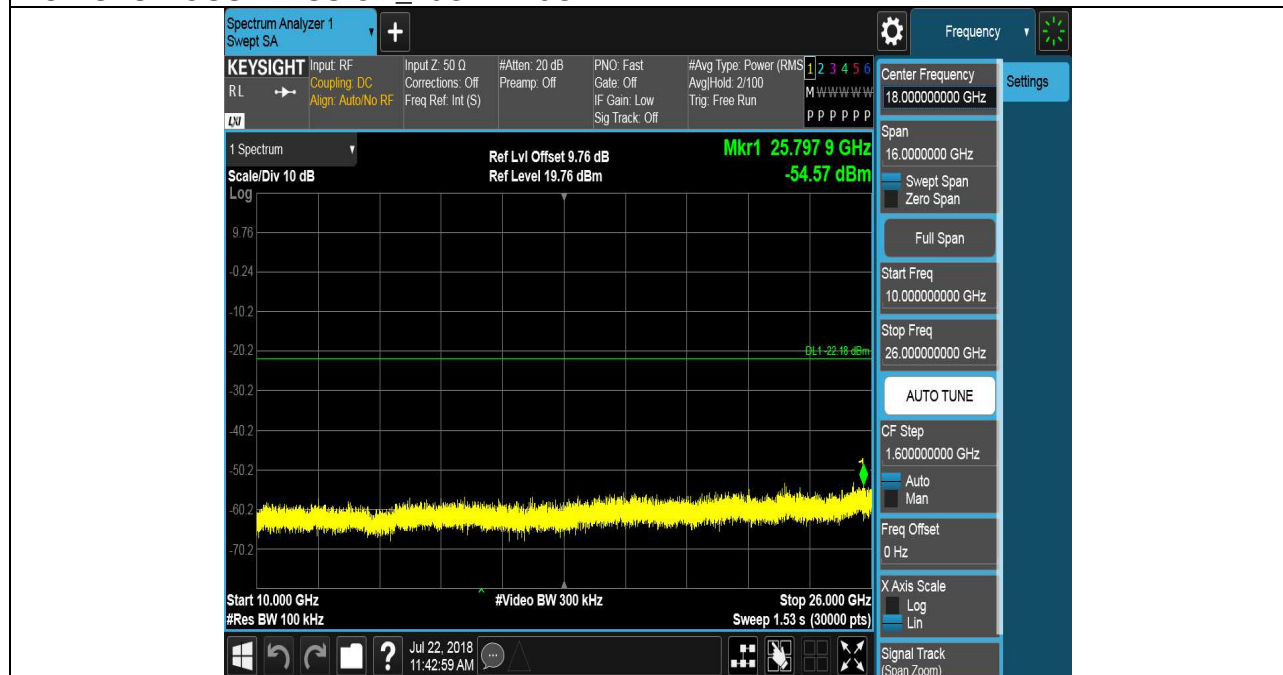 Spectrum Analyzer 1
Swept SA
+
Frequency
KEYSIGHT
RL
LXI
Input: RF
Coupling: DC
Align: Auto/No RF
Input Z: 50 Ω
Corrections: Off
Freq Ref: Int (S)
#Atten: 20 dB
Preamp: Off
PNO: Fast
Gate: Off
IF Gain: Low
Sig Track: Off
#Avg Type: Power (RMS
Avg|Hold: 2/100
Trig: Free Run
1 2 3 4 5 6
M W W W W W
P P P P P P
1 Spectrum
Scale/Div 10 dB
Ref Lvl Offset 9.76 dB
Ref Level 19.76 dBm
Mkr1 25.797 9 GHz
-54.57 dBm
Log
9.76
-0.24
-10.2
-20.2
-30.2
-40.2
-50.2
-60.2
-70.2
DL1 -22.18 dBm
1
Start 10.000 GHz
#Res BW 100 kHz
#Video BW 300 kHz
Stop 26.000 GHz
Sweep 1.53 s (30000 pts)
Center Frequency
18.000000000 GHz
Settings
Span
16.0000000 GHz
Swept Span
Zero Span
Full Span
Start Freq
10.000000000 GHz
Stop Freq
26.000000000 GHz
AUTO TUNE
CF Step
1.600000000 GHz
Auto
Man
Freq Offset
0 Hz
X Axis Scale
Log
Lin
Signal Track
(Span Zoom)
?
Jul 22, 2018
11:42:59 AM